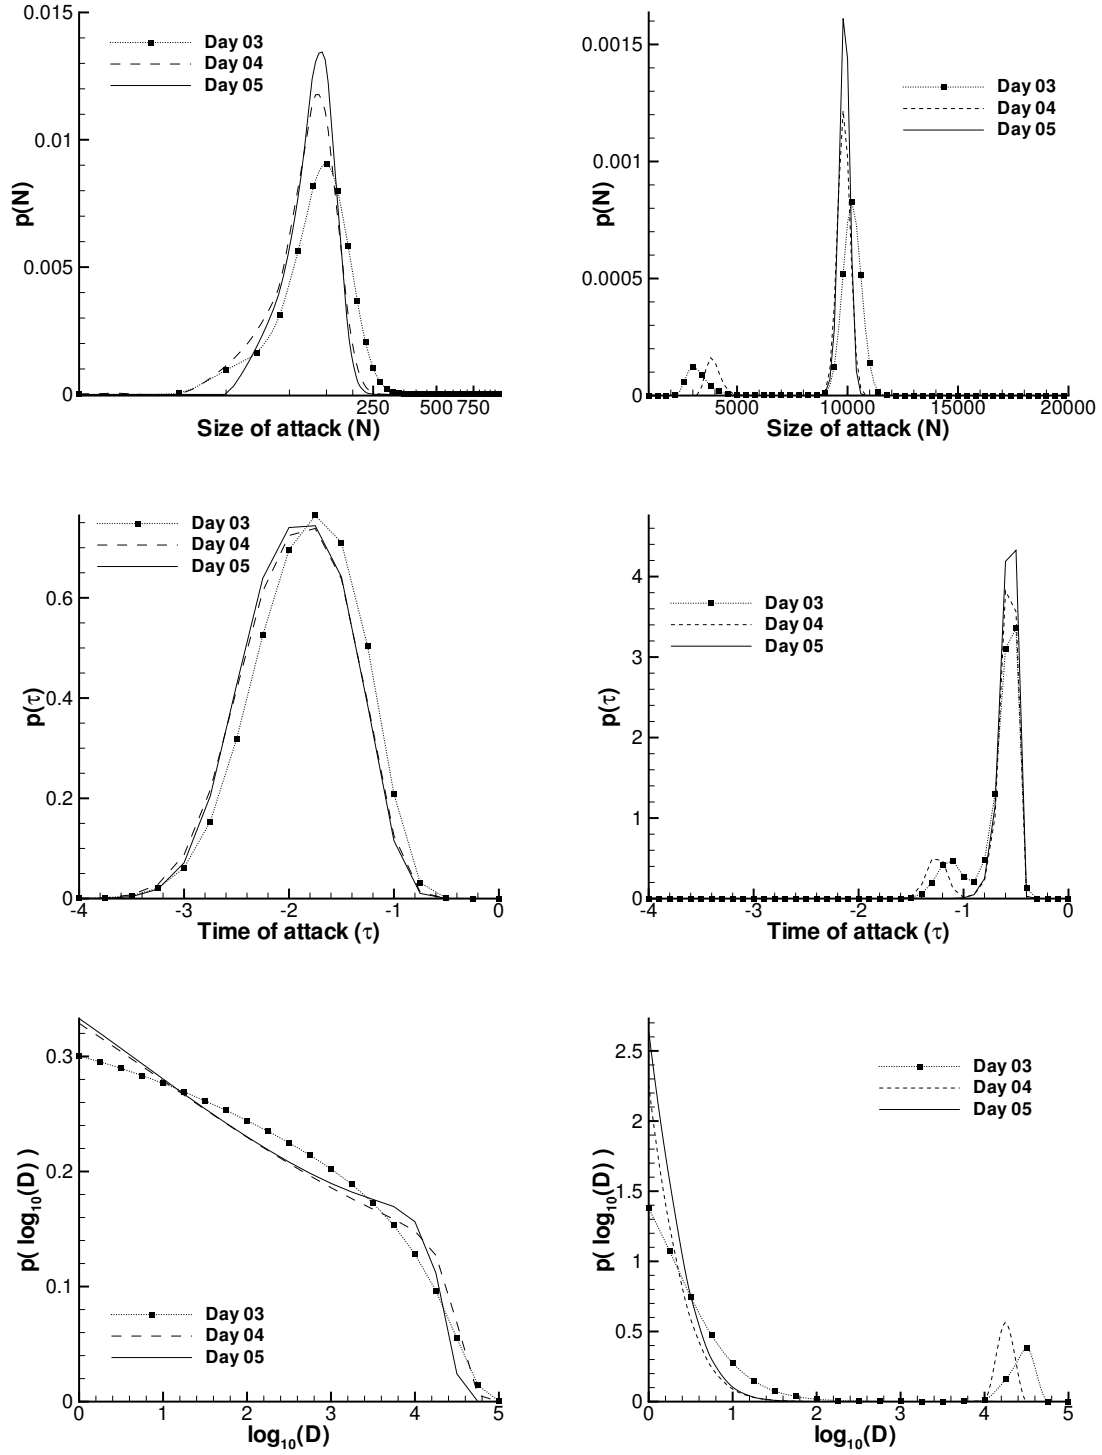 0.015
0.01
0.005
0
p(N)
Day 03
Day 04
Day 05
250 500 750
Size of attack (N)
0.0015
0.001
0.0005
0
p(N)
Day 03
Day 04
Day 05
5000 10000 15000 20000
Size of attack (N)
0.6
0.4
0.2
0
p(τ)
Day 03
Day 04
Day 05
-4 -3 -2 -1 0
Time of attack (τ)
4
3
2
1
0
p(τ)
Day 03
Day 04
Day 05
-4 -3 -2 -1 0
Time of attack (τ)
0.3
0.2
0.1
0
p( log₁₀(D) )
Day 03
Day 04
Day 05
0 1 2 3 4 5
log₁₀(D)
2.5
2
1.5
1
0.5
0
p( log₁₀(D) )
Day 03
Day 04
Day 05
0 1 2 3 4 5
log₁₀(D)